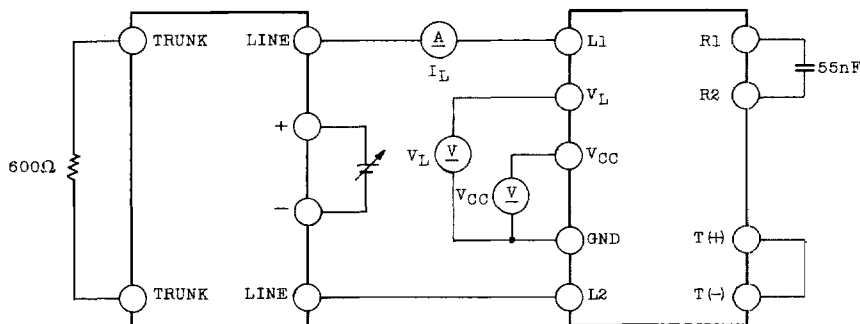 TRUNK
LINE
A
I_L
L1
R1
55nF
V_L
R2
+
V
V_L
V_CC
600Ω
V
V_CC
-
GND
T(+)
TRUNK
LINE
L2
T(-)